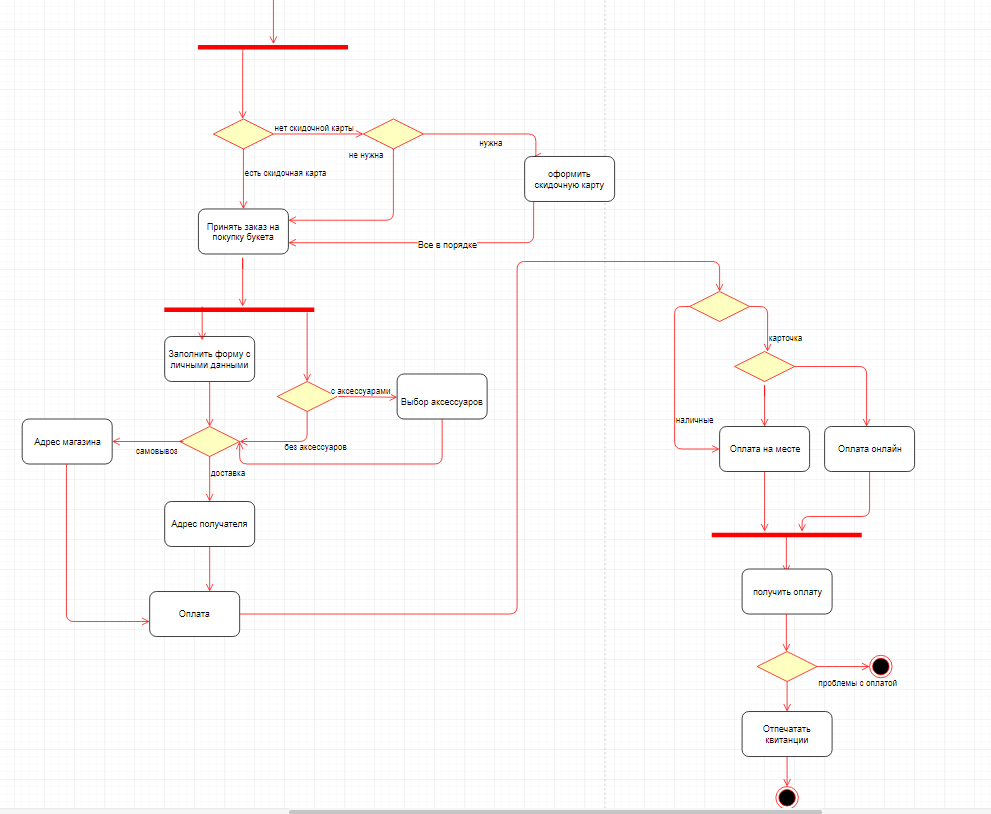 нет скидочной карты
нужна
не нужна
есть скидочная карта
оформить
скидочную карту
Принять заказ на
покупку букета
Все в порядке
Заполнить форму с
личными данными
с аксессуарами
Выбор аксессуаров
без аксессуаров
Адрес магазина
самовывоз
доставка
Адрес получателя
Оплата
карточка
наличные
Оплата на месте
Оплата онлайн
получить оплату
проблемы с оплатой
Отпечатать
квитанции